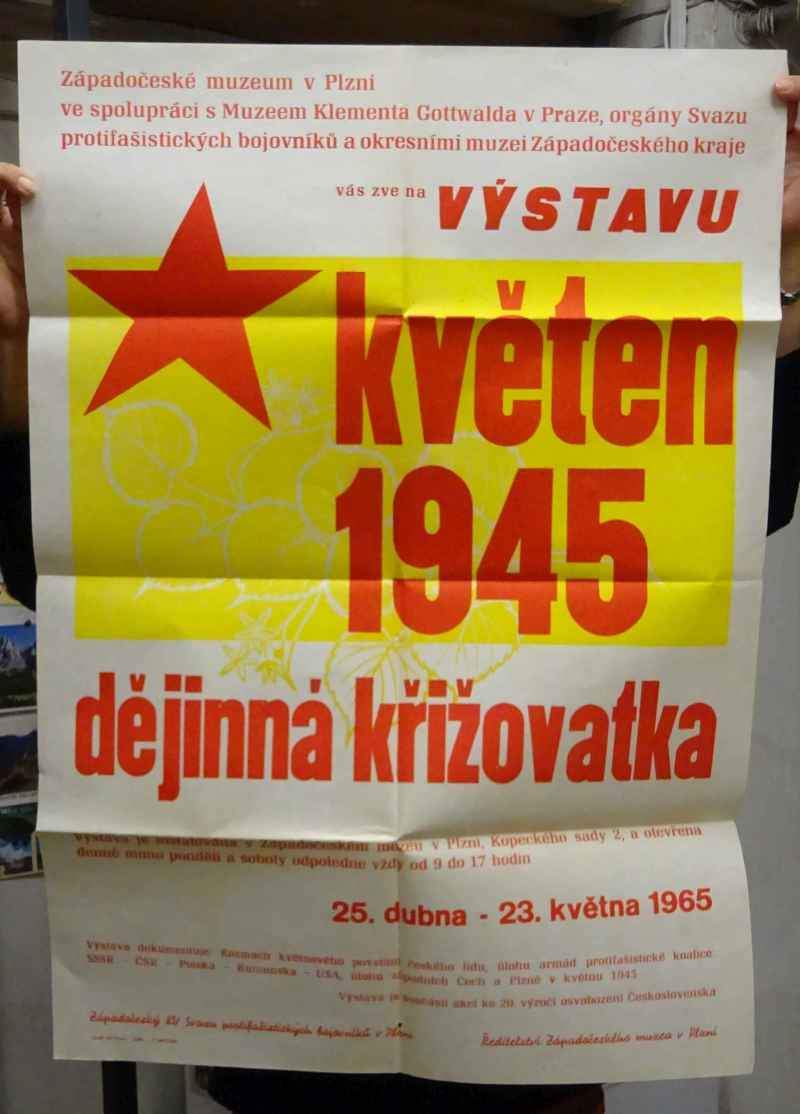 Západočeské muzeum v Plzni
ve spolupráci s Muzeem Klementa Gottwalda v Praze, orgány Svazu
protifašistických bojovníků a okresními muzei Západočeského kraje
vás zve na VÝSTAVU
květen
1945
dějinná křižovatka
Výstava je instalována v Západočeském muzeu v Plzni, Kopeckého sady 2, a otevřena
denně mimo pondělí a soboty odpoledne vždy od 9 do 17 hodin
25. dubna - 23. května 1965
Výstava dokumentuje: Rozmach květnového povstání českého lidu, úlohu armád protifašistické koalice
SSSR - ČSR - Polska - Rumunska - USA, úlohu západních Čech a Plzně v květnu 1945
Výstava je součástí akcí ke 20. výročí osvobození Československa
Západočeský KV Svazu protifašistických bojovníků v Plzni
Ředitelství Západočeského muzea v Plzni